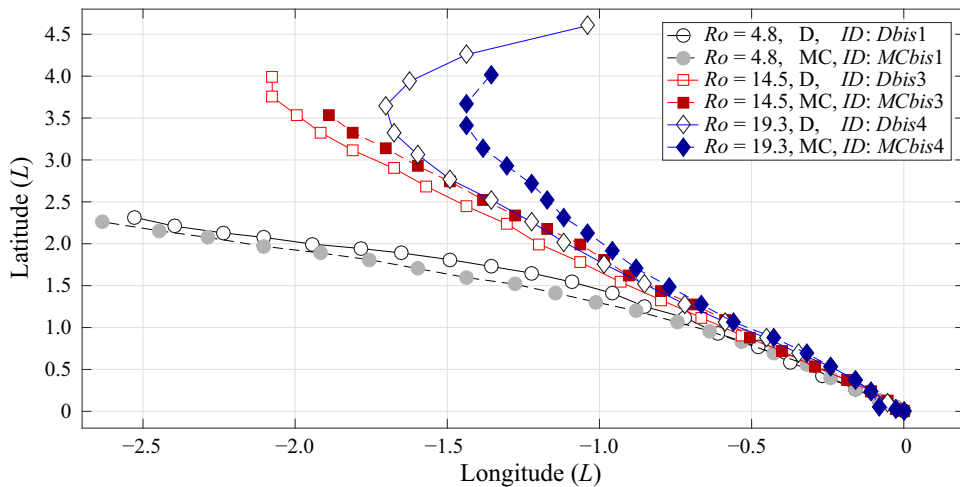 4.5
4.0
3.5
3.0
2.5
2.0
1.5
1.0
0.5
0
Latitude (L)
Ro = 4.8, D, ID: Dbis1
Ro = 4.8, MC, ID: MCbis1
Ro = 14.5, D, ID: Dbis3
Ro = 14.5, MC, ID: MCbis3
Ro = 19.3, D, ID: Dbis4
Ro = 19.3, MC, ID: MCbis4
−2.5 −2.0 −1.5 −1.0 −0.5 0
Longitude (L)